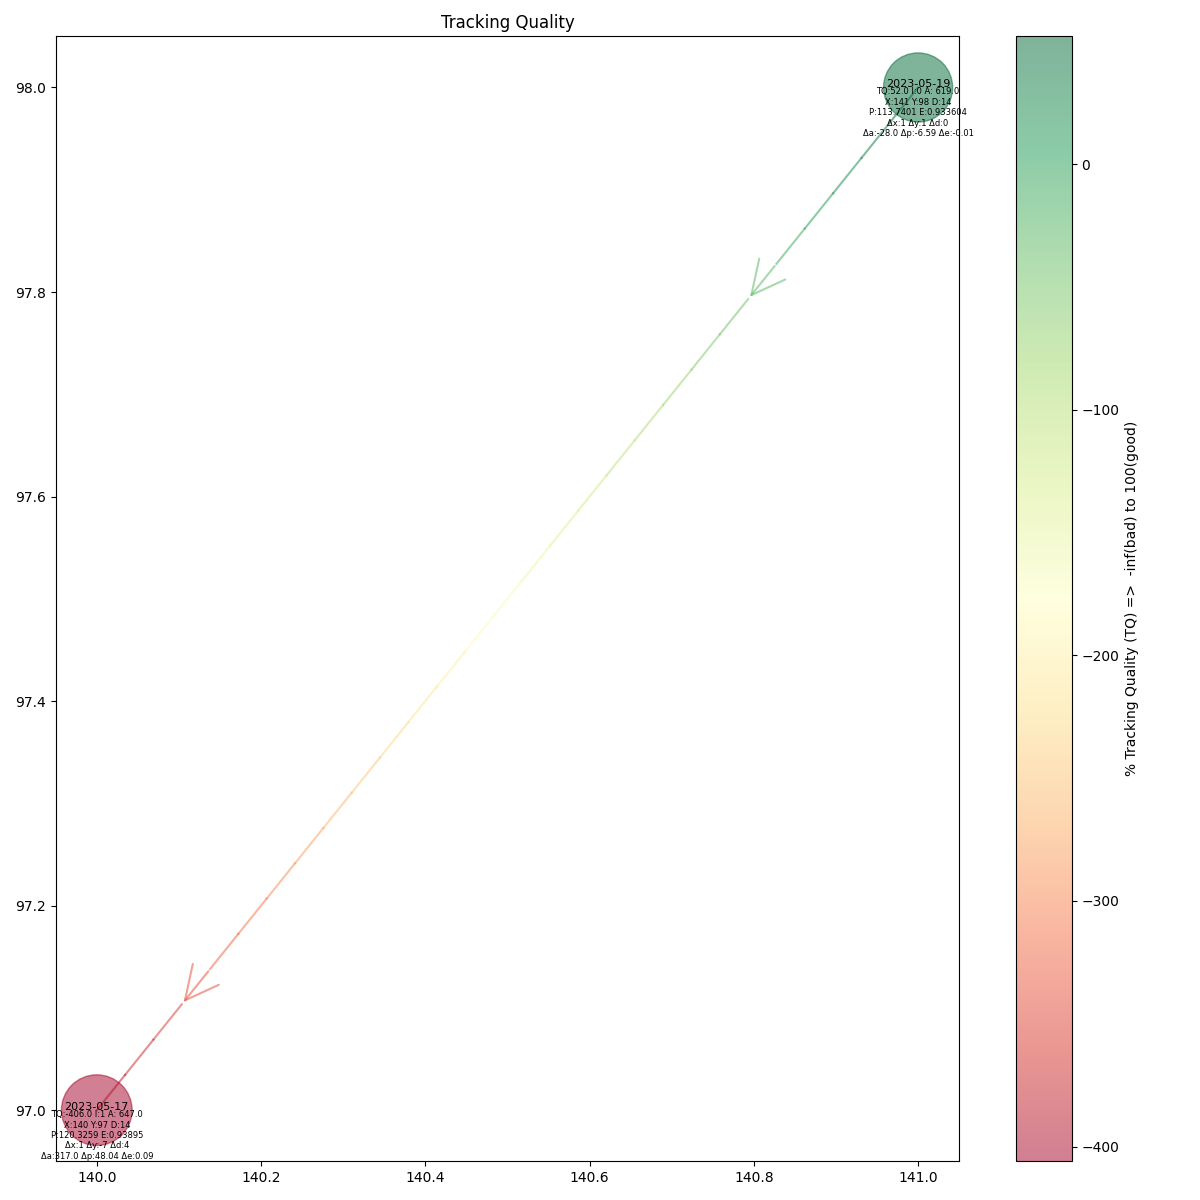 Tracking Quality
98.0
97.8
97.6
97.4
97.2
97.0
2023-05-19
TQ:52.0 I:0 A: 619.0
X:141 Y:98 D:14
P:113.7401 E:0.933604
Δx:1 Δy:1 Δd:0
Δa:-28.0 Δp:-6.59 Δe:-0.01
2023-05-17
TQ:-406.0 I:1 A: 647.0
X:140 Y:97 D:14
P:120.3259 E:0.93895
Δx:1 Δy:-7 Δd:4
Δa:317.0 Δp:48.04 Δe:0.09
140.0 140.2 140.4 140.6 140.8 141.0
0
−100
−200
−300
−400
% Tracking Quality (TQ) => -inf(bad) to 100(good)